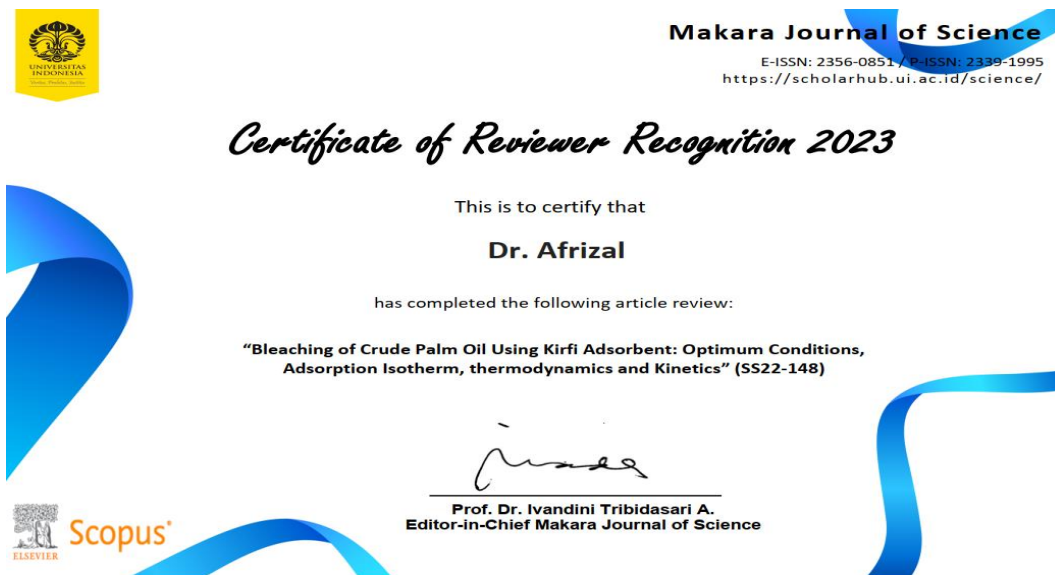 UNIVERSITAS
INDONESIA
Makara Journal of Science
E-ISSN: 2356-0851 / P-ISSN: 2339-1995
https://scholarhub.ui.ac.id/science/
Certificate of Reviewer Recognition 2023
This is to certify that
Dr. Afrizal
has completed the following article review:
“Bleaching of Crude Palm Oil Using Kirfi Adsorbent: Optimum Conditions,
Adsorption Isotherm, thermodynamics and Kinetics” (SS22-148)
Prof. Dr. Ivandini Tribidasari A.
Editor-in-Chief Makara Journal of Science
ELSEVIER
Scopus®